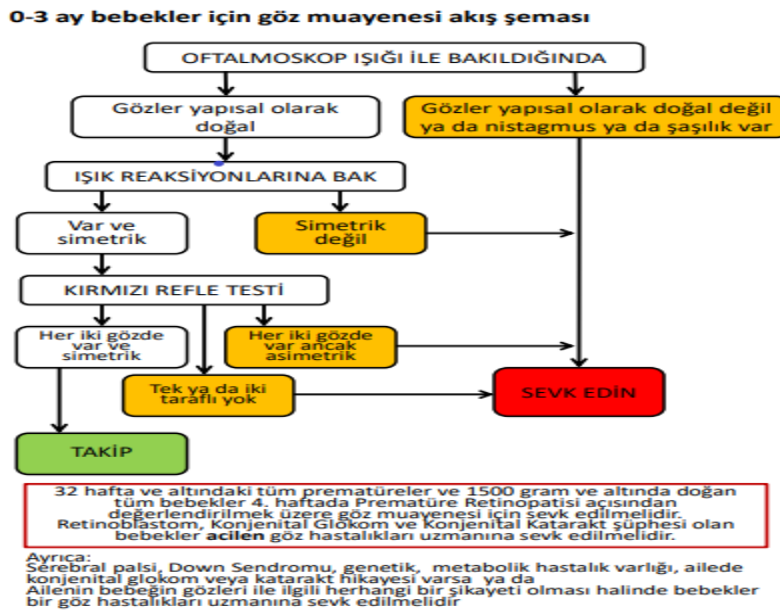 0-3 ay bebekler için göz muayenesi akış şeması
OFTALMOSKOP IŞIĞI İLE BAKILDIĞINDA
Gözler yapısal olarak
doğal
Gözler yapısal olarak doğal değil
ya da nistagmus ya da şaşılık var
IŞIK REAKSİYONLARINA BAK
Var ve
simetrik
Simetrik
değil
KIRMIZI REFLE TESTİ
Her iki gözde
var ve
simetrik
Her iki gözde
var ancak
asimetrik
Tek ya da iki
taraflı yok
SEVK EDİN
TAKİP
32 hafta ve altındaki tüm prematüreler ve 1500 gram ve altında doğan
tüm bebekler 4. haftada Prematüre Retinopatisi açısından
değerlendirilmek üzere göz muayenesi için sevk edilmelidir.
Retinoblastom, Konjenital Glokom ve Konjenital Katarakt şüphesi olan
bebekler acilen göz hastalıkları uzmanına sevk edilmelidir.
Ayrıca:
Serebral palsi, Down Sendromu, genetik, metabolik hastalık varlığı, ailede
konjenital glokom veya katarakt hikayesi varsa ya da
Ailenin bebeğin gözleri ile ilgili herhangi bir şikayeti olması halinde bebekler
bir göz hastalıkları uzmanına sevk edilmelidir